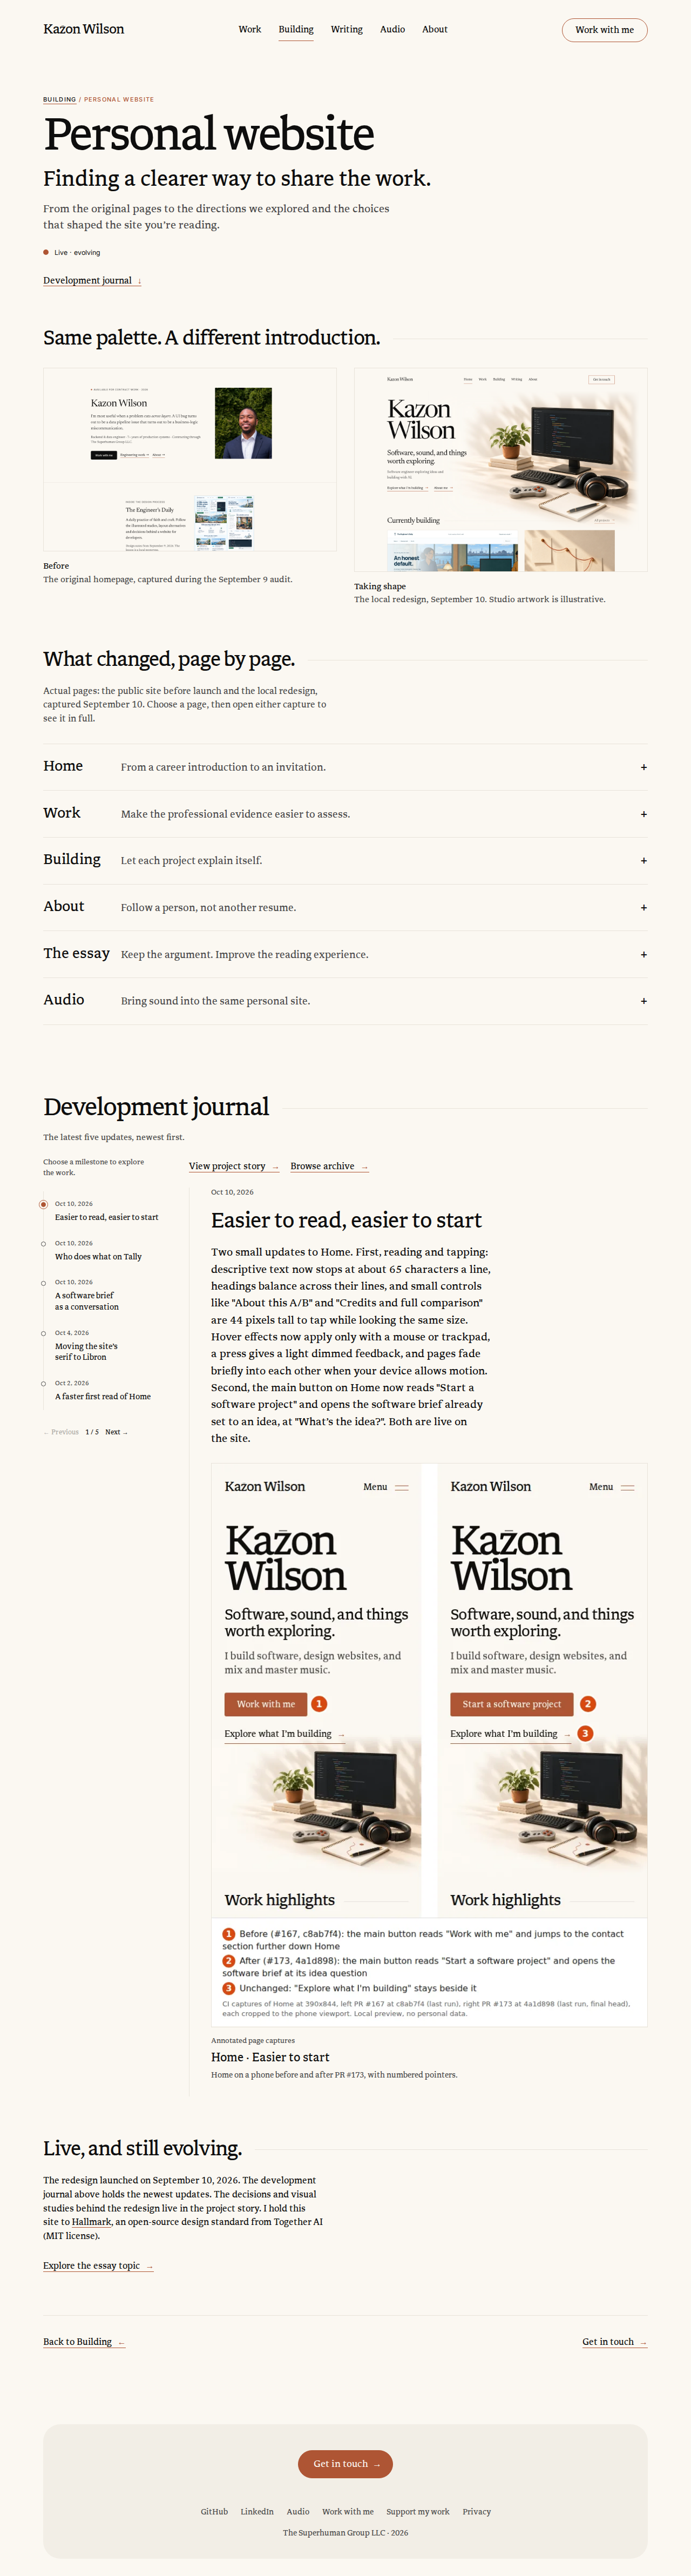 Kazon Wilson
Work Building Writing Audio About
Work with me
BUILDING / PERSONAL WEBSITE
Personal website
Finding a clearer way to share the work.
From the original pages to the directions we explored and the choices
that shaped the site you're reading.
Live · evolving
Development journal ↓
Same palette. A different introduction.
Kazon Wilson
The Engineer's Daily
Before
The original homepage, captured during the September 9 audit.
Kazon Wilson
Home Work Building Writing About
Kazon
Wilson
Software, sound, and things
worth exploring.
Currently building
An honest
default.
Taking shape
The local redesign, September 10. Studio artwork is illustrative.
What changed, page by page.
Actual pages: the public site before launch and the local redesign,
captured September 10. Choose a page, then open either capture to
see it in full.
Home From a career introduction to an invitation. +
Work Make the professional evidence easier to assess. +
Building Let each project explain itself. +
About Follow a person, not another resume. +
The essay Keep the argument. Improve the reading experience. +
Audio Bring sound into the same personal site. +
Development journal
The latest five updates, newest first.
Choose a milestone to explore
the work.
Oct 10, 2026
Easier to read, easier to start
Oct 10, 2026
Who does what on Tally
Oct 10, 2026
A software brief
as a conversation
Oct 4, 2026
Moving the site's
serif to Libron
Oct 2, 2026
A faster first read of Home
← Previous 1 / 5 Next →
View project story → Browse archive →
Oct 10, 2026
Easier to read, easier to start
Two small updates to Home. First, reading and tapping:
descriptive text now stops at about 65 characters a line,
headings balance across their lines, and small controls
like "About this A/B" and "Credits and full comparison"
are 44 pixels tall to tap while looking the same size.
Hover effects now apply only with a mouse or trackpad,
a press gives a light dimmed feedback, and pages fade
briefly into each other when your device allows motion.
Second, the main button on Home now reads "Start a
software project" and opens the software brief already
set to an idea, at "What's the idea?". Both are live on
the site.
Kazon Wilson Menu
Kazon
Wilson
Software, sound, and things
worth exploring.
I build software, design websites, and
mix and master music.
Work with me 1
Explore what I'm building →
Work highlights
Kazon Wilson Menu
Kazon
Wilson
Software, sound, and things
worth exploring.
I build software, design websites, and
mix and master music.
Start a software project 2
Explore what I'm building → 3
Work highlights
1 Before (#167, c8ab7f4): the main button reads "Work with me" and jumps to the contact
section further down Home
2 After (#173, 4a1d898): the main button reads "Start a software project" and opens the
software brief at its idea question
3 Unchanged: "Explore what I'm building" stays beside it
CI captures of Home at 390x844, left PR #167 at c8ab7f4 (last run), right PR #173 at 4a1d898 (last run, final head),
each cropped to the phone viewport. Local preview, no personal data.
Annotated page captures
Home · Easier to start
Home on a phone before and after PR #173, with numbered pointers.
Live, and still evolving.
The redesign launched on September 10, 2026. The development
journal above holds the newest updates. The decisions and visual
studies behind the redesign live in the project story. I hold this
site to Hallmark, an open-source design standard from Together AI
(MIT license).
Explore the essay topic →
Back to Building ←
Get in touch →
Get in touch →
GitHub LinkedIn Audio Work with me Support my work Privacy
The Superhuman Group LLC · 2026